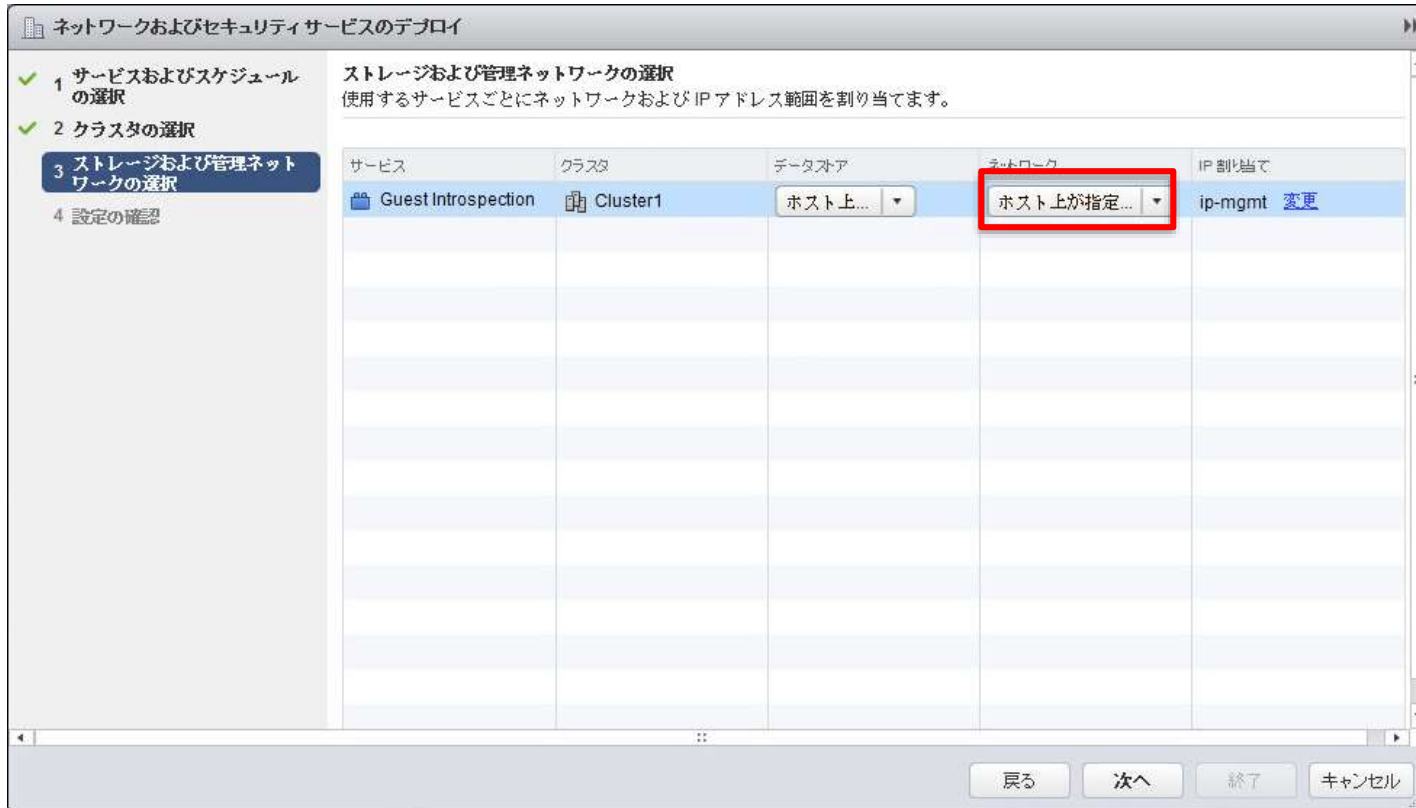 ネットワークおよびセキュリティサービスのデプロイ
1 サービスおよびスケジュール
の選択
2 クラスタの選択
3 ストレージおよび管理ネット
ワークの選択
4 設定の確認
ストレージおよび管理ネットワークの選択
使用するサービスごとにネットワークおよび IP アドレス範囲を割り当てます。
サービス クラスタ データストア ネットワーク IP 割り当て
Guest Introspection Cluster1 ホスト上... ホスト上が指定... ip-mgmt 変更
戻る 次へ 終了 キャンセル